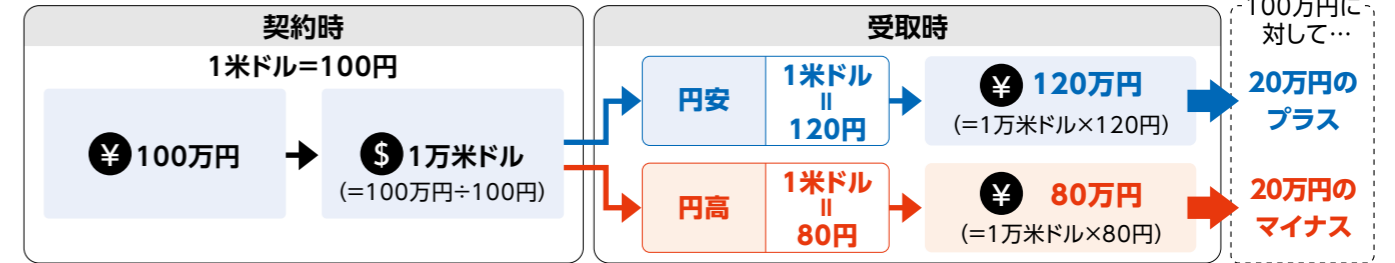 契約時
1米ドル=100円
¥ 100万円
$ 1万米ドル
(=100万円÷100円)
受取時
円安
1米ドル
=
120円
¥ 120万円
(=1万米ドル×120円)
円高
1米ドル
=
80円
¥ 80万円
(=1万米ドル×80円)
100万円に
対して…
20万円の
プラス
20万円の
マイナス